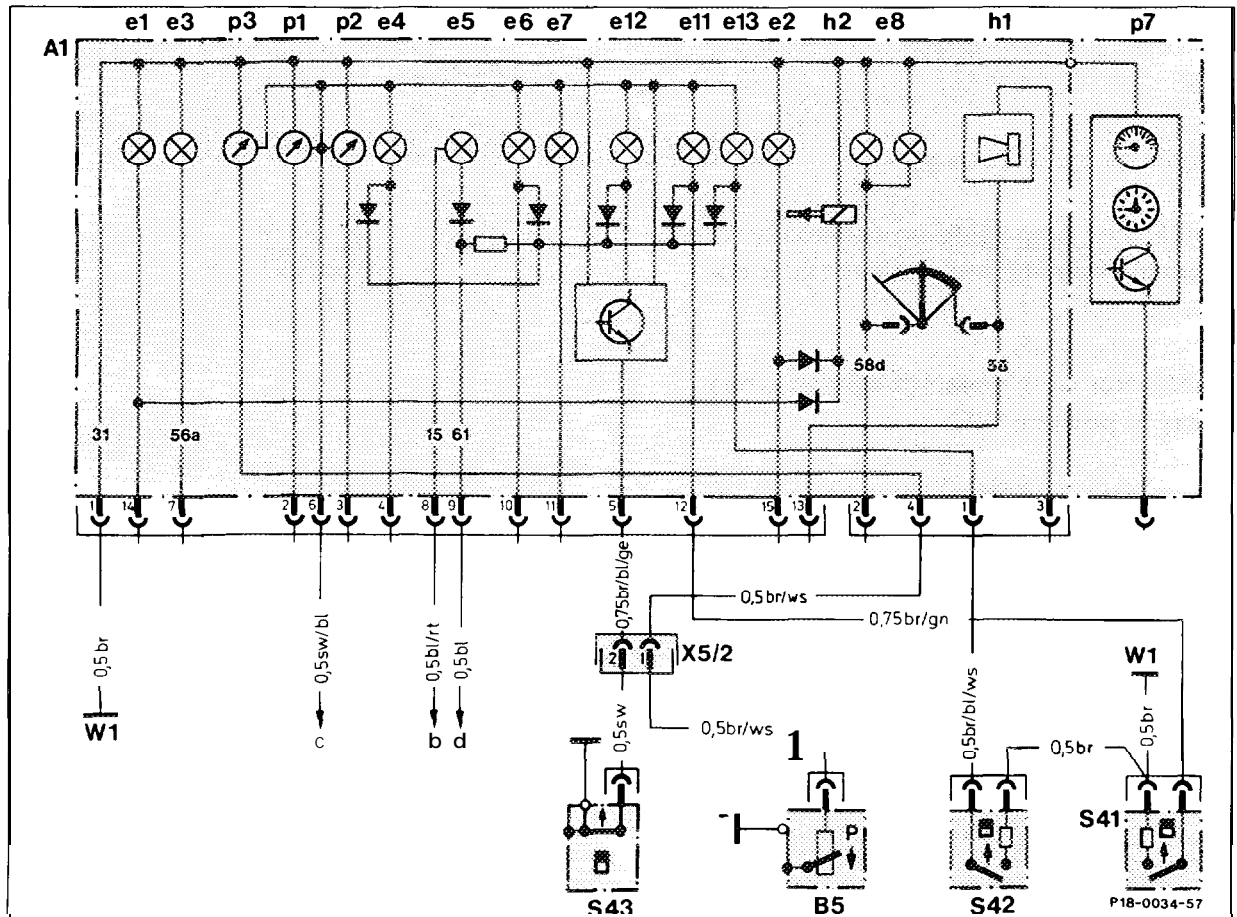 e1 e3 p3 p1 p2 e4 e5 e6 e7 e12 e11 e13 e2 h2 e8 h1 p7
A1
58d 38
31 56a 15 61
1 14 7 2 6 3 4 8 9 10 11 5 12 15 13 2 4 1 3
0,5br
0,5sw/bl
0,5bl/rt
0,5bl
0,75br/bl/ge
0,5br/ws
0,75br/gn
2 1 X5/2
W1
W1
c b d
0,5sw
0,5br/ws
0,5br/bl/ws
0,5br
0,5br
1
S41
P
S43 B5 S42 P18-0034-57